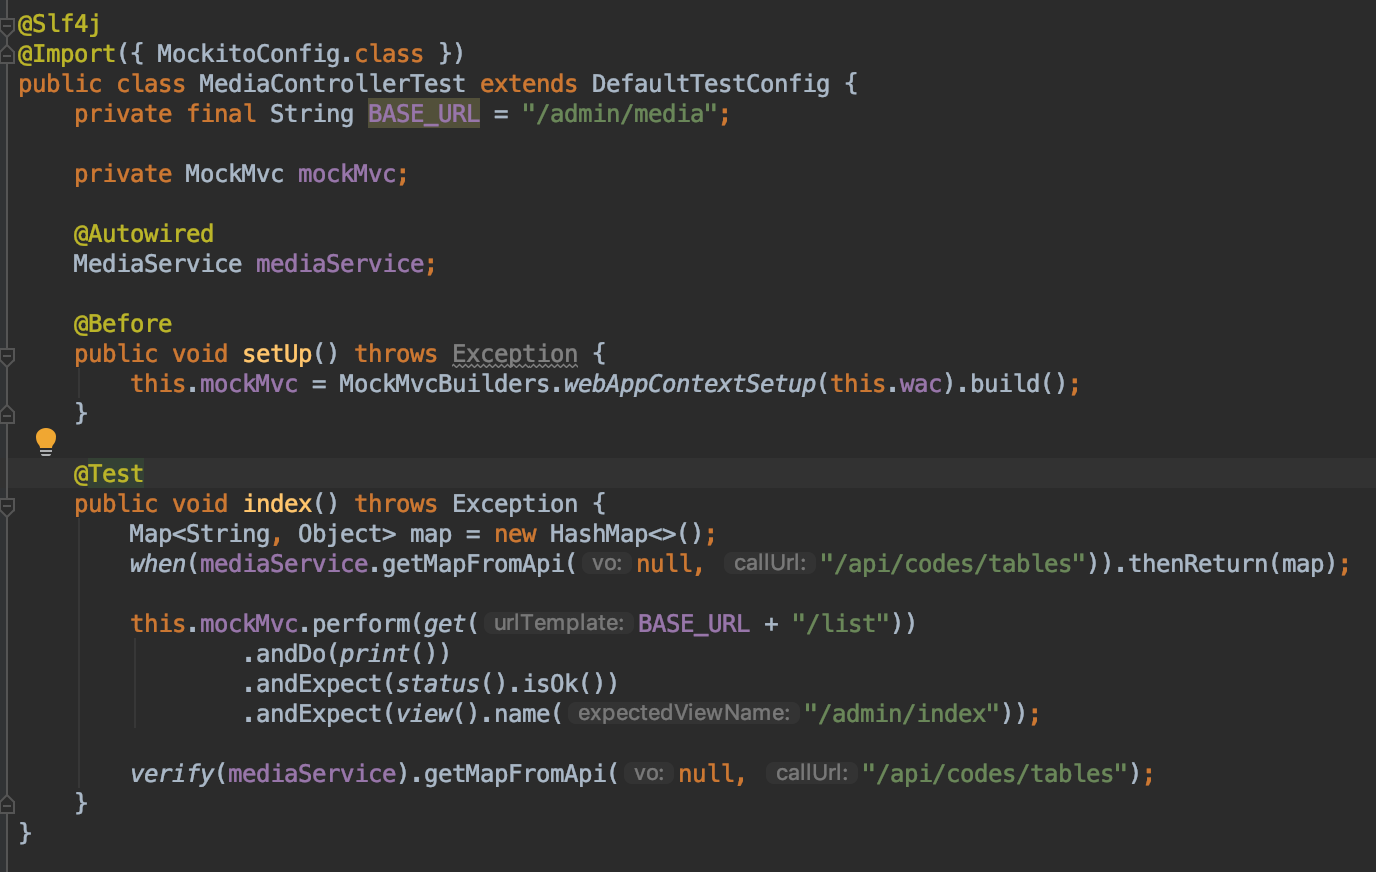 @Slf4j
@Import({ MockitoConfig.class })
public class MediaControllerTest extends DefaultTestConfig {
    private final String BASE_URL = "/admin/media";
    private MockMvc mockMvc;
    @Autowired
    MediaService mediaService;
    @Before
    public void setUp() throws Exception {
        this.mockMvc = MockMvcBuilders.webAppContextSetup(this.wac).build();
    }
    @Test
    public void index() throws Exception {
        Map<String, Object> map = new HashMap<>();
        when(mediaService.getMapFromApi( vo: null, callUrl: "/api/codes/tables")).thenReturn(map);
        this.mockMvc.perform(get( urlTemplate: BASE_URL + "/list"))
                .andDo(print())
                .andExpect(status().isOk())
                .andExpect(view().name( expectedViewName: "/admin/index"));
        verify(mediaService).getMapFromApi( vo: null, callUrl: "/api/codes/tables");
    }
}